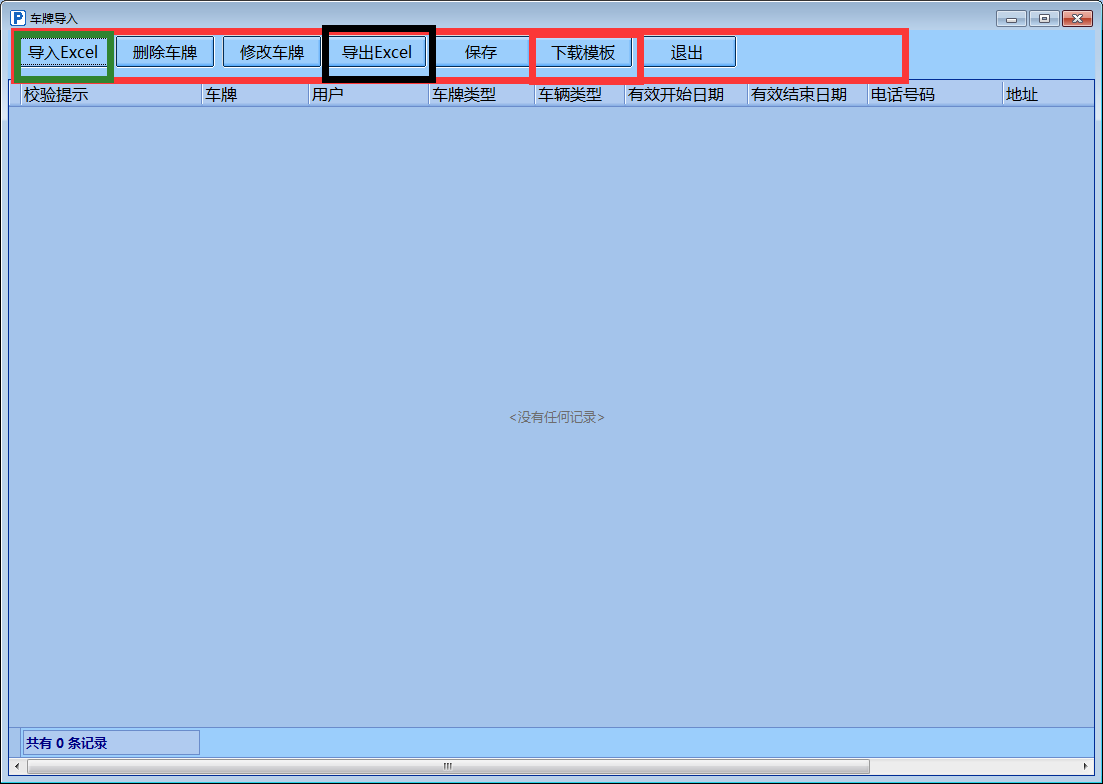 P 车牌导入
导入Excel 删除车牌 修改车牌 导出Excel 保存 下载模板 退出
校验提示 车牌 用户 车牌类型 车辆类型 有效开始日期 有效结束日期 电话号码 地址
<没有任何记录>
共有 0 条记录